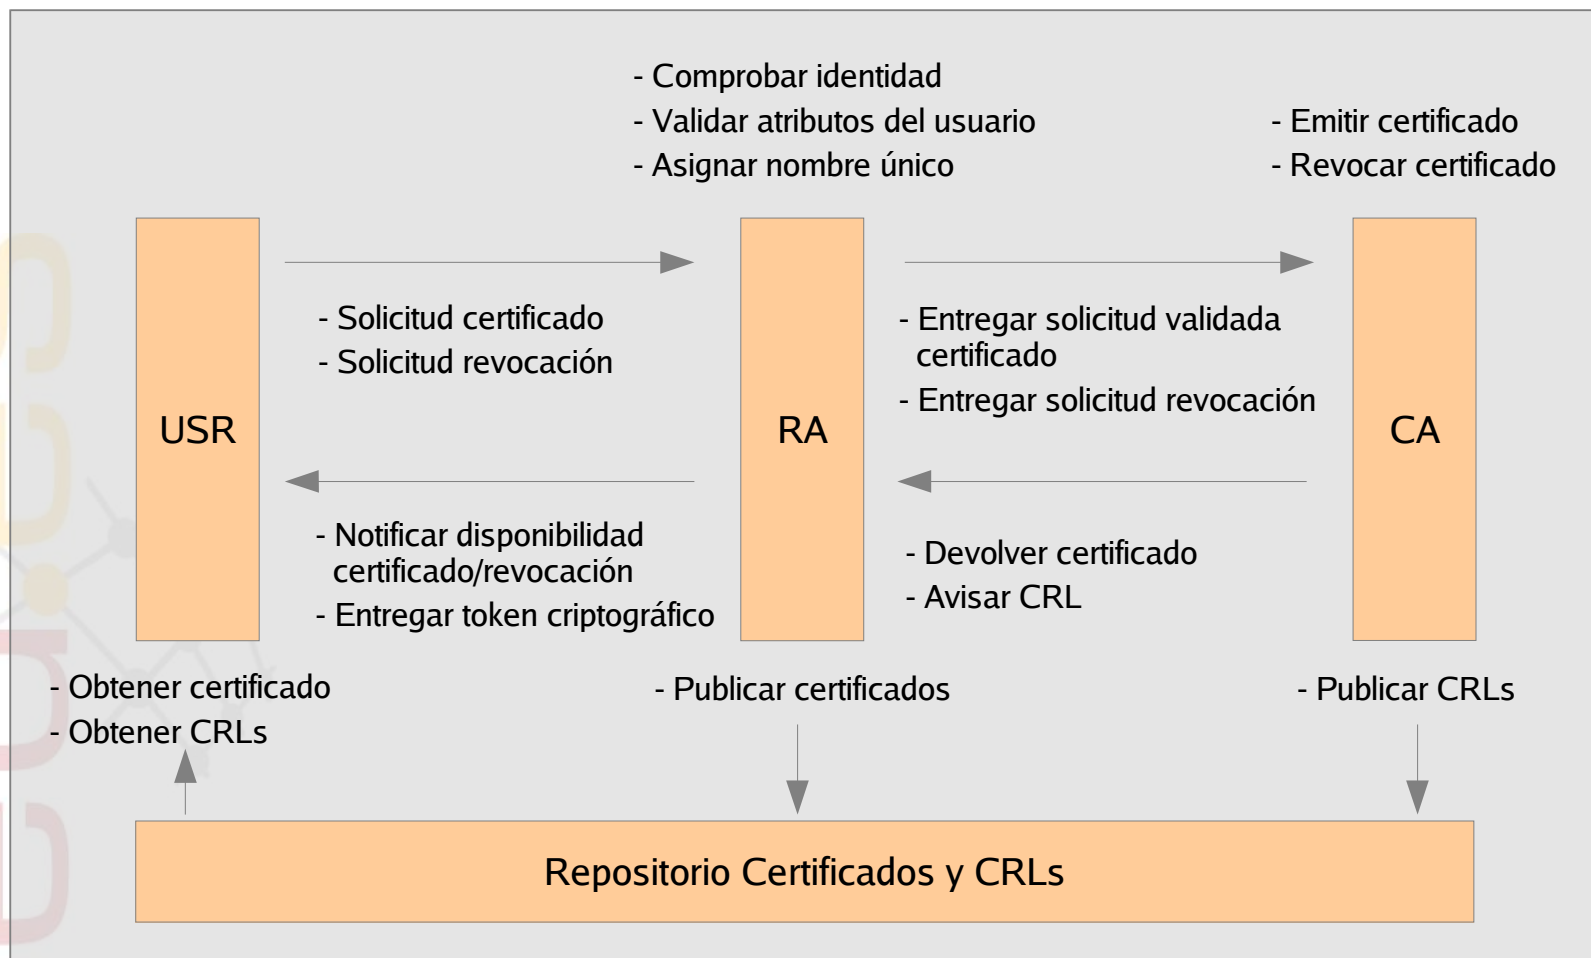 - Comprobar identidad
- Validar atributos del usuario
- Asignar nombre único
- Emitir certificado
- Revocar certificado
- Solicitud certificado
- Solicitud revocación
- Entregar solicitud validada
certificado
- Entregar solicitud revocación
USR
RA
CA
- Notificar disponibilidad
certificado/revocación
- Entregar token criptográfico
- Devolver certificado
- Avisar CRL
- Obtener certificado
- Obtener CRLs
- Publicar certificados
- Publicar CRLs
Repositorio Certificados y CRLs